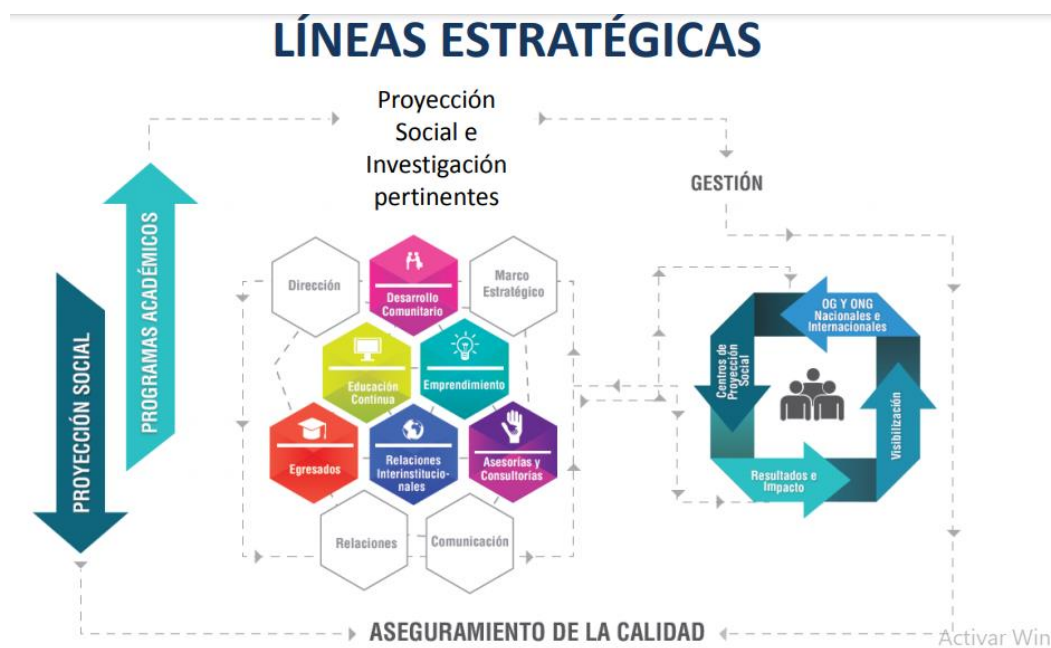 LÍNEAS ESTRATÉGICAS
Proyección
Social e
Investigación
pertinentes
GESTIÓN
PROGRAMAS ACADÉMICOS
PROYECCIÓN SOCIAL
Dirección
Desarrollo
Comunitario
Marco
Estratégico
Educación
Continua
Emprendimiento
Egresados
Relaciones
Interinstitucio-
nales
Asesorías y
Consultorías
Relaciones
Comunicación
OG Y ONG
Nacionales e
Internacionales
Centros de
Proyección
Social
Visibilización
Resultados e
Impacto
ASEGURAMIENTO DE LA CALIDAD
Activar Win